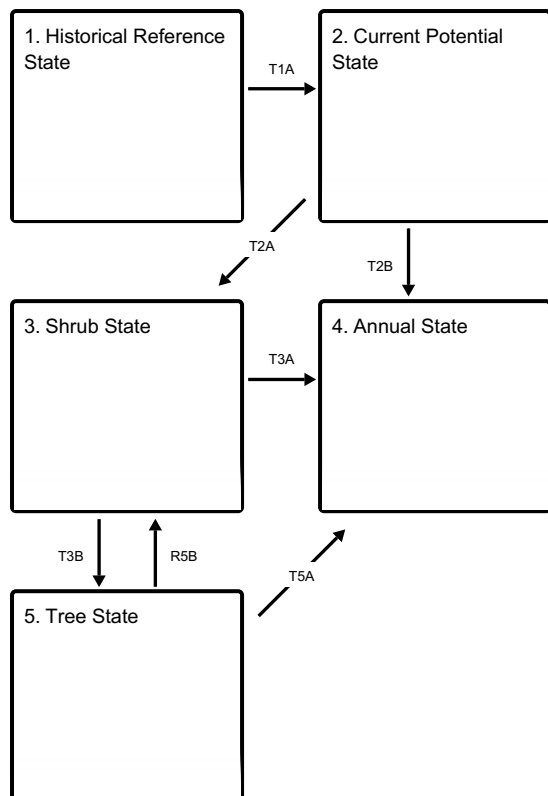 1. Historical Reference
State
T1A
2. Current Potential
State
T2A
T2B
3. Shrub State
T3A
4. Annual State
T3B
R5B
T5A
5. Tree State